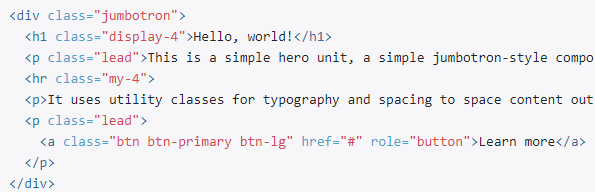 <div class="jumbotron">
  <h1 class="display-4">Hello, world!</h1>
  <p class="lead">This is a simple hero unit, a simple jumbotron-style compo
  <hr class="my-4">
  <p>It uses utility classes for typography and spacing to space content out
  <p class="lead">
    <a class="btn btn-primary btn-lg" href="#" role="button">Learn more</a>
  </p>
</div>